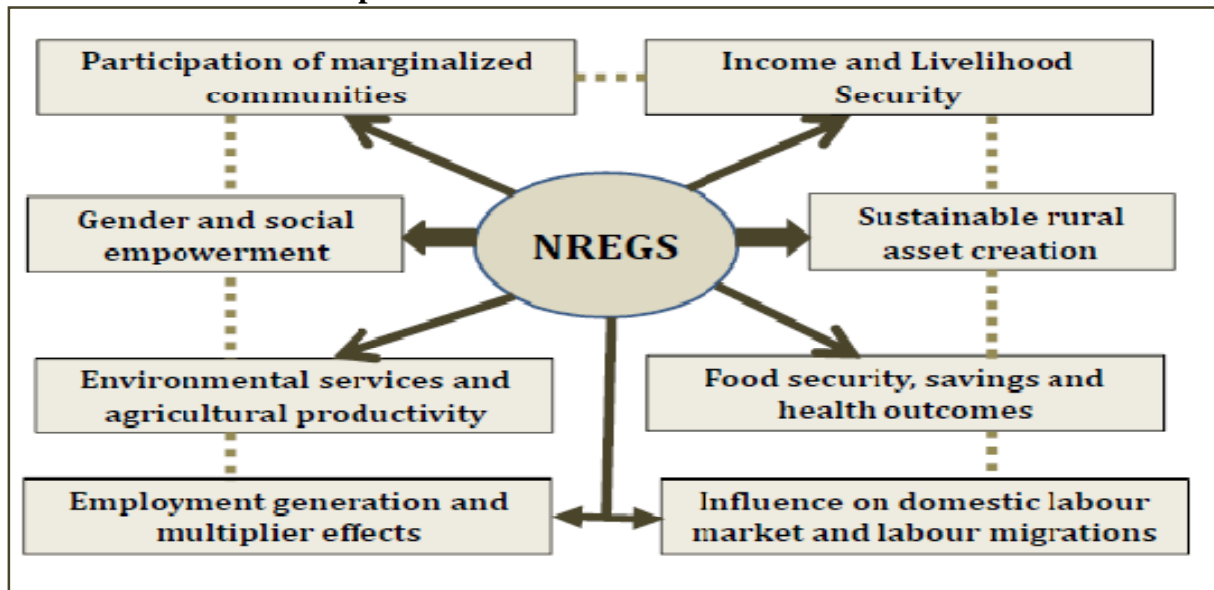 Participation of marginalized
communities
Income and Livelihood
Security
Gender and social
empowerment
NREGS
Sustainable rural
asset creation
Environmental services and
agricultural productivity
Food security, savings and
health outcomes
Employment generation and
multiplier effects
Influence on domestic labour
market and labour migrations